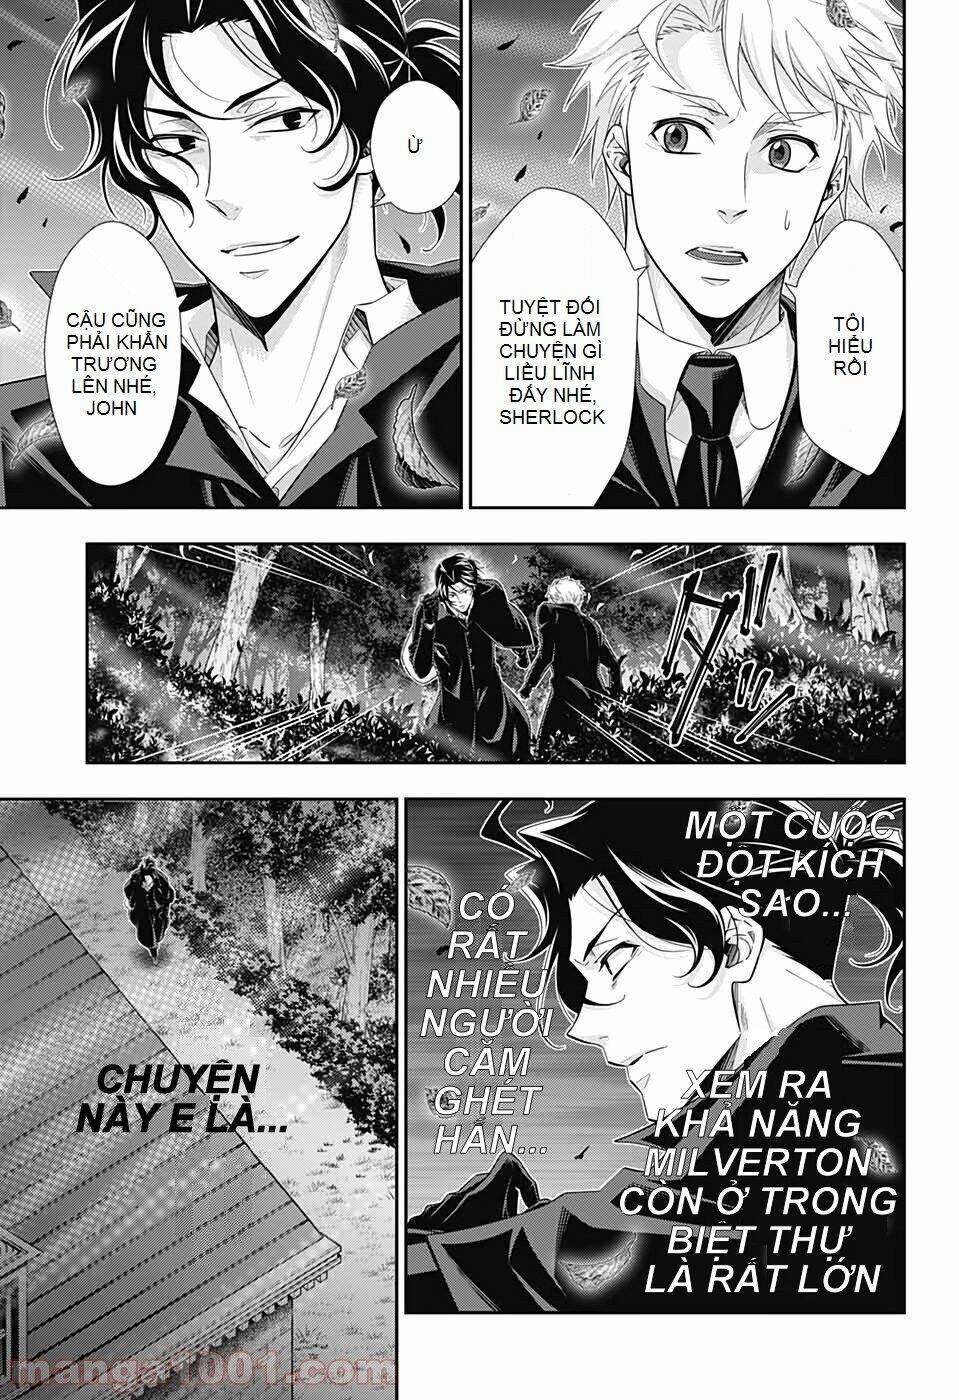 TÔI
HIỂU
RỒI
TUYỆT ĐỐI
ĐỪNG LÀM
CHUYỆN GÌ
LIỀU LĨNH
ĐẤY NHÉ,
SHERLOCK
Ừ
CẬU CŨNG
PHẢI KHẨN
TRƯƠNG
LÊN NHÉ,
JOHN
ダッ
MỘT CUỘC
ĐỘT KÍCH
SAO...
XEM RA
KHẢ NĂNG
MILVERTON
CÒN Ở TRONG
BIỆT THỰ
LÀ RẤT LỚN
CÓ
RẤT
NHIỀU
NGƯỜI
CĂM
GHÉT
HẮN...
CHUYỆN
NÀY E LÀ...
manga1001.com